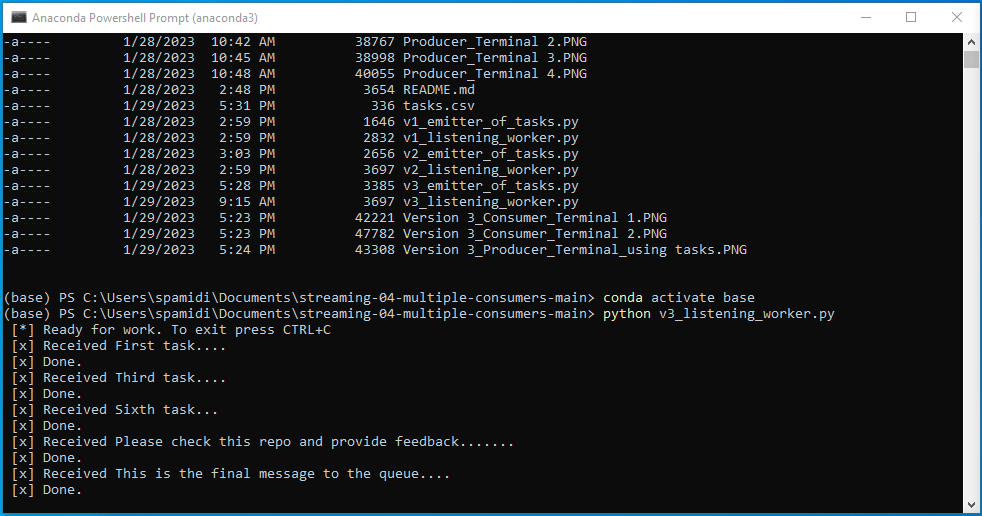 Anaconda Powershell Prompt (anaconda3)
-a---- 1/28/2023 10:42 AM 38767 Producer_Terminal 2.PNG
-a---- 1/28/2023 10:45 AM 38998 Producer_Terminal 3.PNG
-a---- 1/28/2023 10:48 AM 40055 Producer_Terminal 4.PNG
-a---- 1/28/2023 2:48 PM 3654 README.md
-a---- 1/29/2023 5:31 PM 336 tasks.csv
-a---- 1/28/2023 2:59 PM 1646 v1_emitter_of_tasks.py
-a---- 1/28/2023 2:59 PM 2832 v1_listening_worker.py
-a---- 1/28/2023 3:03 PM 2656 v2_emitter_of_tasks.py
-a---- 1/28/2023 2:59 PM 3697 v2_listening_worker.py
-a---- 1/29/2023 5:28 PM 3385 v3_emitter_of_tasks.py
-a---- 1/29/2023 9:15 AM 3697 v3_listening_worker.py
-a---- 1/29/2023 5:23 PM 42221 Version 3_Consumer_Terminal 1.PNG
-a---- 1/29/2023 5:23 PM 47782 Version 3_Consumer_Terminal 2.PNG
-a---- 1/29/2023 5:24 PM 43308 Version 3_Producer_Terminal_using tasks.PNG
(base) PS C:\Users\spamidi\Documents\streaming-04-multiple-consumers-main> conda activate base
(base) PS C:\Users\spamidi\Documents\streaming-04-multiple-consumers-main> python v3_listening_worker.py
[*] Ready for work. To exit press CTRL+C
[x] Received First task....
[x] Done.
[x] Received Third task....
[x] Done.
[x] Received Sixth task...
[x] Done.
[x] Received Please check this repo and provide feedback.......
[x] Done.
[x] Received This is the final message to the queue....
[x] Done.